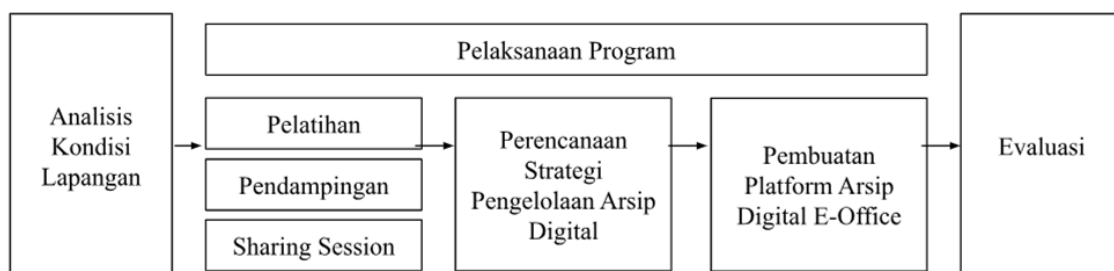 Pelaksanaan Program
Analisis
Kondisi
Lapangan
Pelatihan
Pendampingan
Sharing Session
Perencanaan
Strategi
Pengelolaan Arsip
Digital
Pembuatan
Platform Arsip
Digital E-Office
Evaluasi